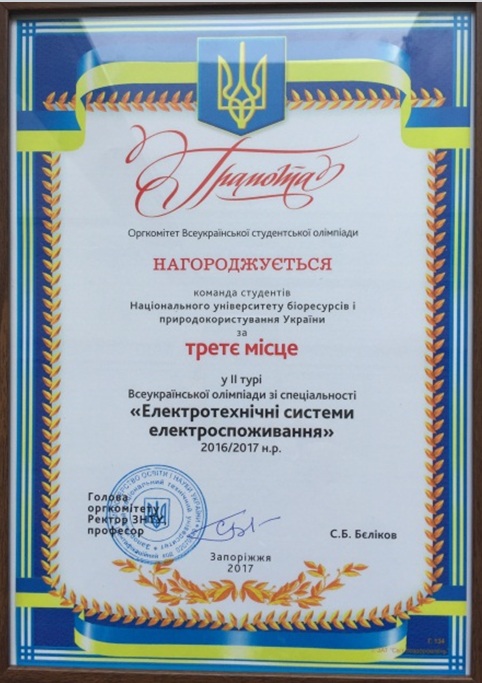 Грамота
Оргкомітет Всеукраїнської студентської олімпіади
НАГОРОДЖУЄТЬСЯ
команда студентів
Національного університету біоресурсів і
природокористування України
за
третє місце
у ІІ турі
Всеукраїнської олімпіади зі спеціальності
«Електротехнічні системи
електроспоживання»
2016/2017 н.р.
Голова
оргкомітету
Ректор ЗНТУ,
професор
С.Б. Бєліков
Запоріжжя
2017